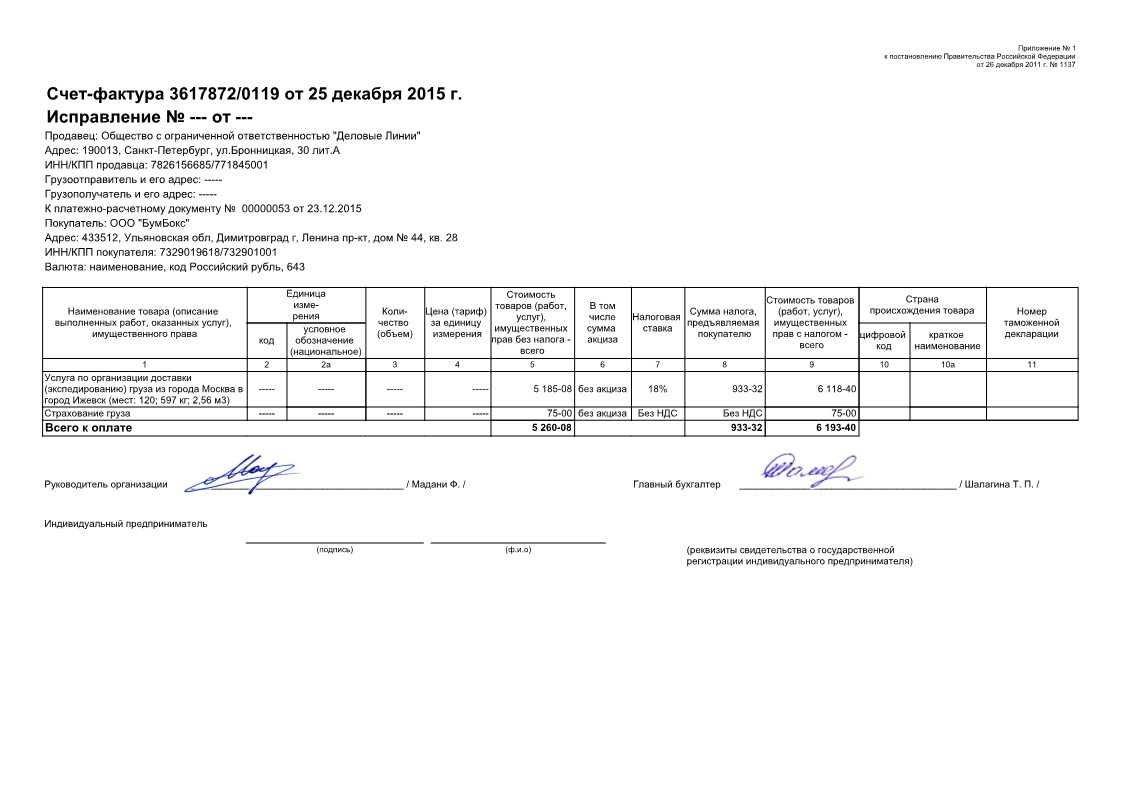 Приложение № 1
к постановлению Правительства Российской Федерации
от 26 декабря 2011 г. № 1137
Счет-фактура 3617872/0119 от 25 декабря 2015 г.
Исправление № --- от ---
Продавец: Общество с ограниченной ответственностью "Деловые Линии"
Адрес: 190013, Санкт-Петербург, ул.Бронницкая, 30 лит.А
ИНН/КПП продавца: 7826156685/771845001
Грузоотправитель и его адрес: -----
Грузополучатель и его адрес: -----
К платежно-расчетному документу № 00000053 от 23.12.2015
Покупатель: ООО "БумБокс"
Адрес: 433512, Ульяновская обл, Димитровград г, Ленина пр-кт, дом № 44, кв. 28
ИНН/КПП покупателя: 7329019618/732901001
Валюта: наименование, код Российский рубль, 643
Наименование товара (описание
выполненных работ, оказанных услуг),
имущественного права
Единица
изме-
рения
код
условное
обозначение
(национальное)
Коли-
чество
(объем)
Цена (тариф)
за единицу
измерения
Стоимость
товаров (работ,
услуг),
имущественных
прав без налога -
всего
В том
числе
сумма
акциза
Налоговая
ставка
Сумма налога,
предъявляемая
покупателю
Стоимость товаров
(работ, услуг),
имущественных
прав с налогом -
всего
Страна
происхождения товара
цифровой
код
краткое
наименование
Номер
таможенной
декларации
1 2 2а 3 4 5 6 7 8 9 10 10а 11
Услуга по организации доставки
(экспедированию) груза из города Москва в
город Ижевск (мест: 120; 597 кг; 2,56 м3)
----- ----- ----- ----- 5 185-08 без акциза 18% 933-32 6 118-40
Страхование груза ----- ----- ----- ----- 75-00 без акциза Без НДС Без НДС 75-00
Всего к оплате 5 260-08 933-32 6 193-40
Руководитель организации / Мадани Ф. / Главный бухгалтер / Шалагина Т. П. /
Индивидуальный предприниматель
(подпись) (ф.и.о)
(реквизиты свидетельства о государственной
регистрации индивидуального предпринимателя)